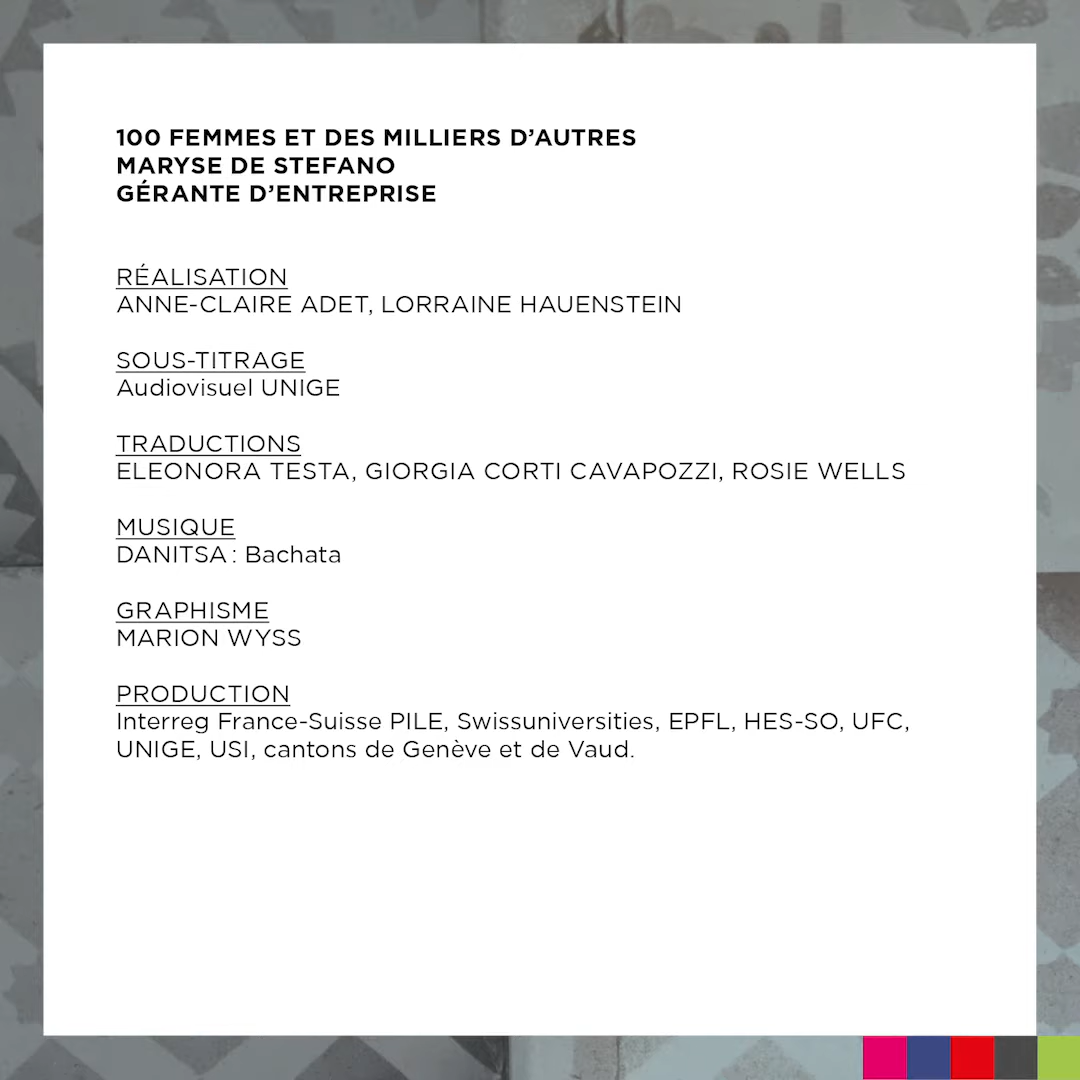 100 FEMMES ET DES MILLIERS D’AUTRES
MARYSE DE STEFANO
GÉRANTE D’ENTREPRISE
RÉALISATION
ANNE-CLAIRE ADET, LORRAINE HAUENSTEIN
SOUS-TITRAGE
Audiovisuel UNIGE
TRADUCTIONS
ELEONORA TESTA, GIORGIA CORTI CAVAPOZZI, ROSIE WELLS
MUSIQUE
DANITSA : Bachata
GRAPHISME
MARION WYSS
PRODUCTION
Interreg France-Suisse PILE, Swissuniversities, EPFL, HES-SO, UFC,
UNIGE, USI, cantons de Genève et de Vaud.